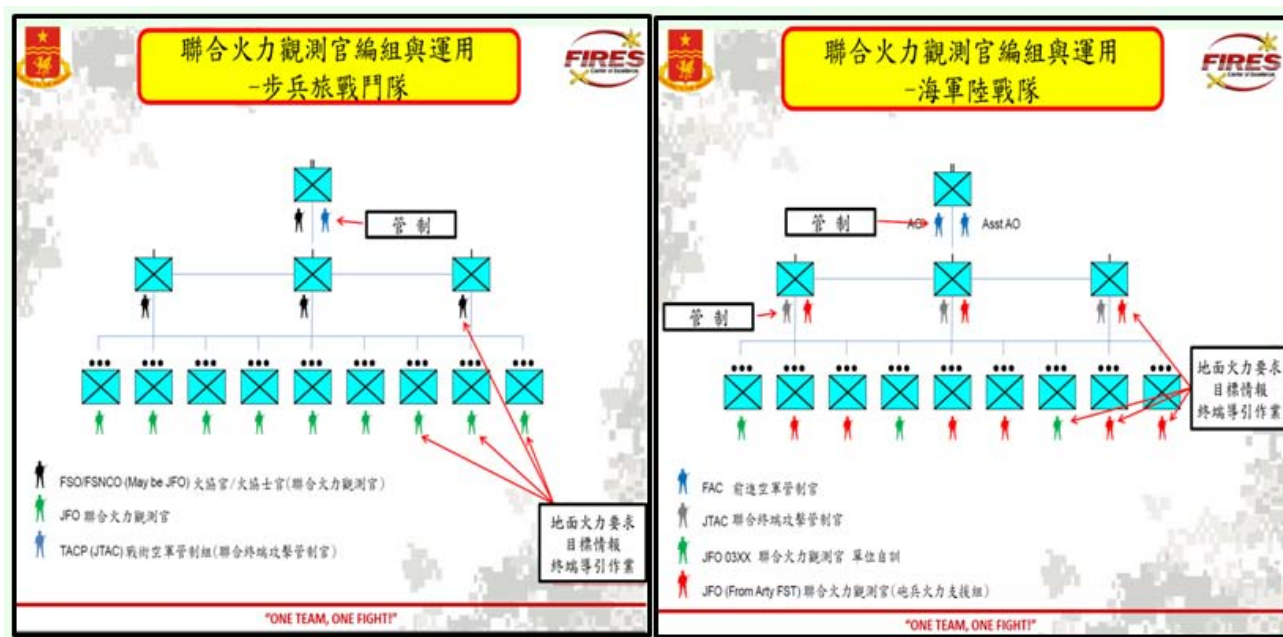 聯合火力觀測官編組與運用
-步兵旅戰鬥隊
FIRES
Center of Excellence
管 制
FSO/FSNCO (May be JFO) 火協官/火協士官(聯合火力觀測官)
JFO 聯合火力觀測官
TACP (JTAC) 戰術空軍管制組(聯合終端攻擊管制官)
地面火力要求
目標情報
終端導引作業
"ONE TEAM, ONE FIGHT!"
聯合火力觀測官編組與運用
-海軍陸戰隊
FIRES
Center of Excellence
管 制
AO
Asst AO
管 制
地面火力要求
目標情報
終端導引作業
FAC 前進空軍管制官
JTAC 聯合終端攻擊管制官
JFO 03XX 聯合火力觀測官 單位自訓
JFO (From Arty FST) 聯合火力觀測官(砲兵火力支援組)
"ONE TEAM, ONE FIGHT!"